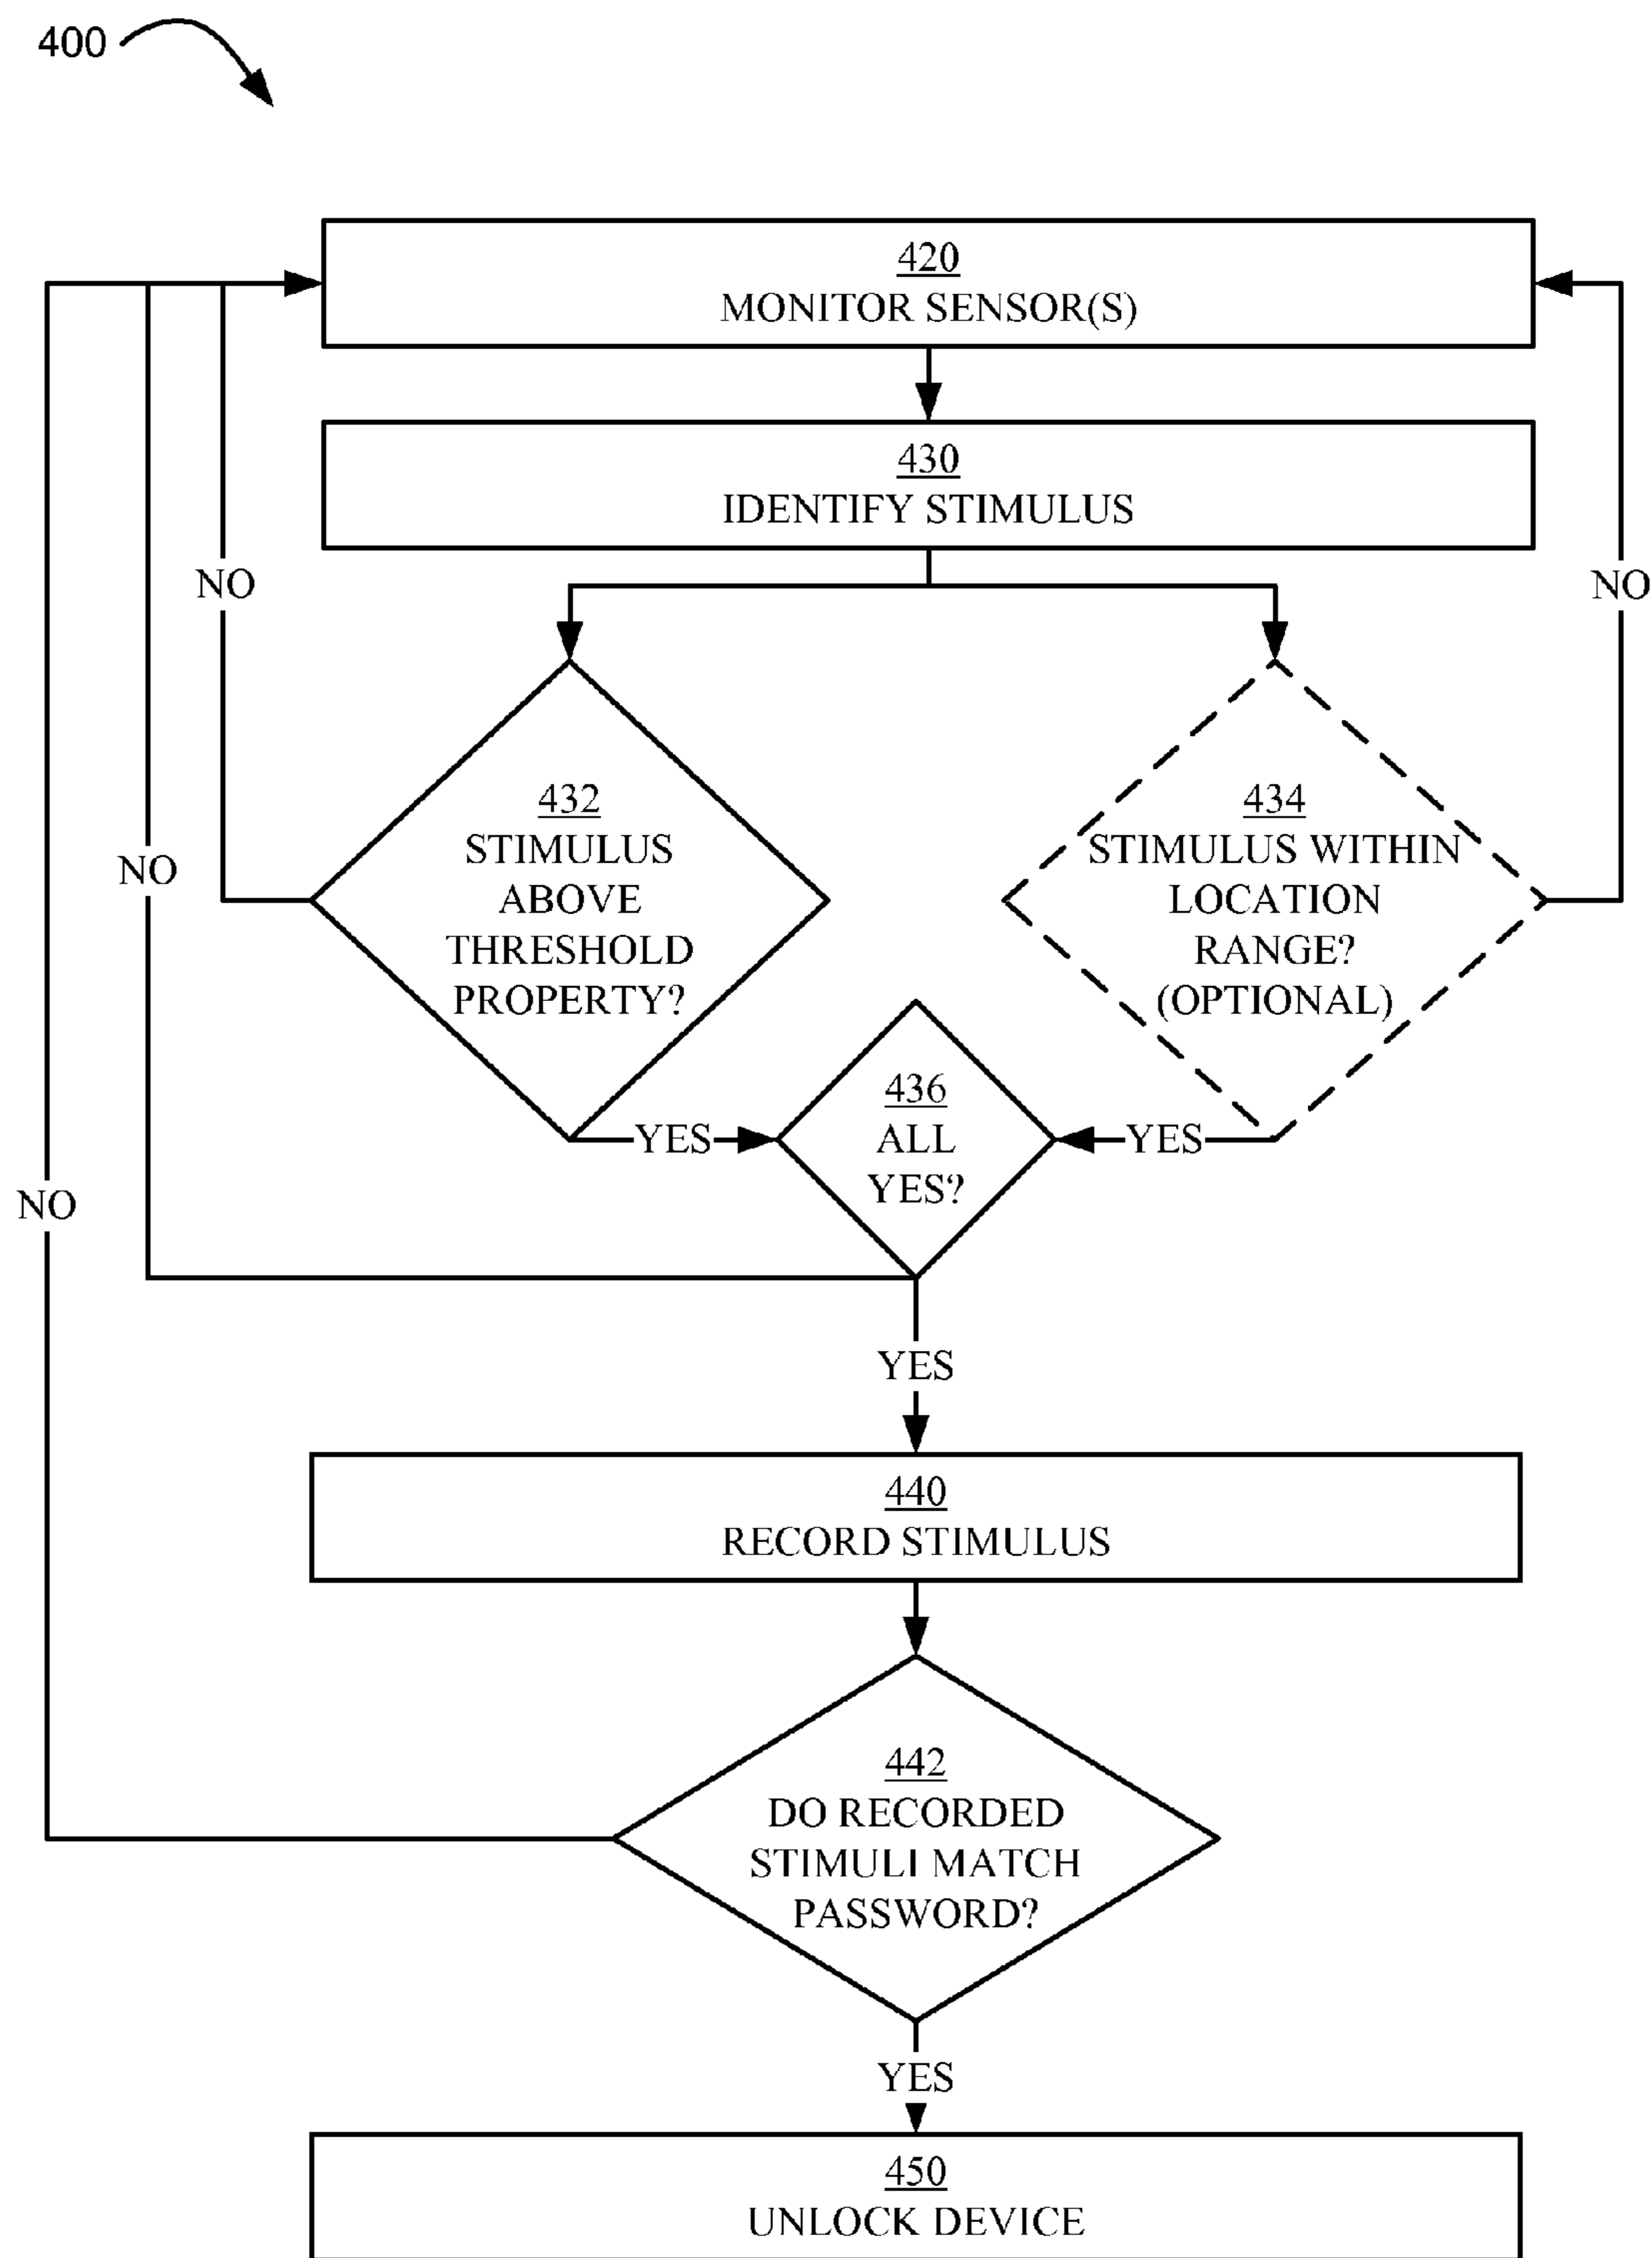 400
420
MONITOR SENSOR(S)
430
IDENTIFY STIMULUS
NO
NO
432
STIMULUS
ABOVE
THRESHOLD
PROPERTY?
434
STIMULUS WITHIN
LOCATION
RANGE?
(OPTIONAL)
NO
YES
436
ALL
YES?
YES
NO
YES
440
RECORD STIMULUS
442
DO RECORDED
STIMULI MATCH
PASSWORD?
YES
450
UNLOCK DEVICE